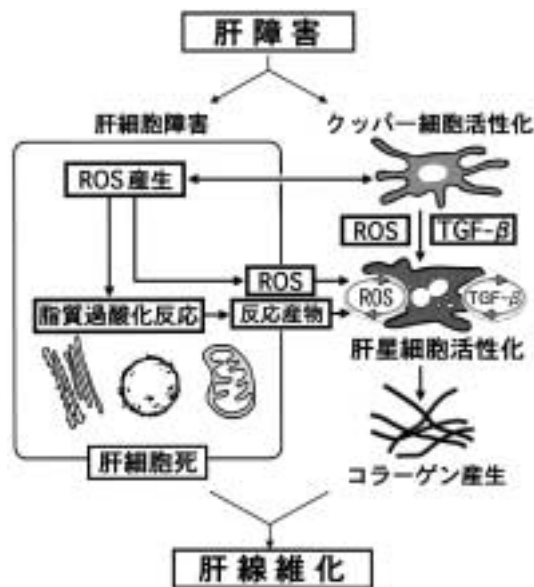 肝障害
肝細胞障害
クッパー細胞活性化
ROS産生
ROS
TGF-β
ROS
ROS
TGF-β
脂質過酸化反応
反応産物
肝星細胞活性化
肝細胞死
コラーゲン産生
肝線維化